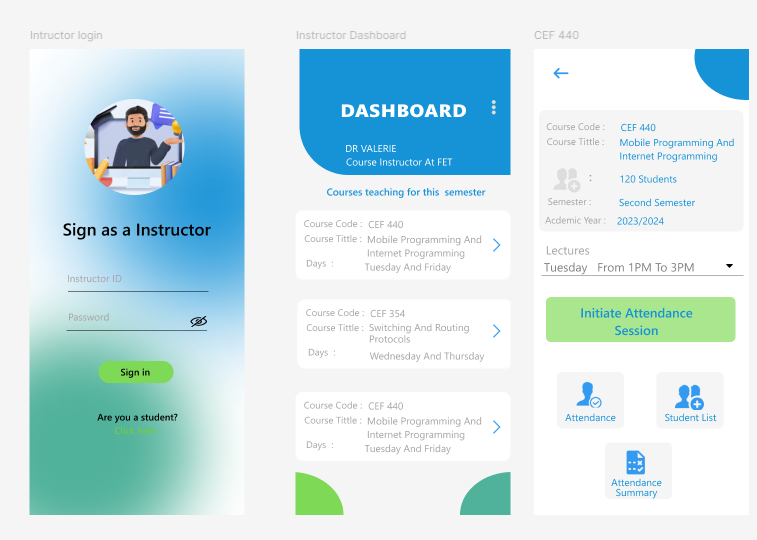 Intructor login
Sign as a Instructor
Instructor ID
Password
Sign in
Are you a student?
Instructor Dashboard
DASHBOARD
DR VALERIE
Course Instructor At FET
Courses teaching for this semester
Course Code : CEF 440
Course Tittle : Mobile Programming And
Internet Programming
Days : Tuesday And Friday
Course Code : CEF 354
Course Tittle : Switching And Routing
Protocols
Days : Wednesday And Thursday
Course Code : CEF 440
Course Tittle : Mobile Programming And
Internet Programming
Days : Tuesday And Friday
CEF 440
Course Code : CEF 440
Course Tittle : Mobile Programming And
Internet Programming
: 120 Students
Semester : Second Semester
Acdemic Year : 2023/2024
Lectures
Tuesday From 1PM To 3PM
Initiate Attendance
Session
Attendance
Student List
Attendance
Summary